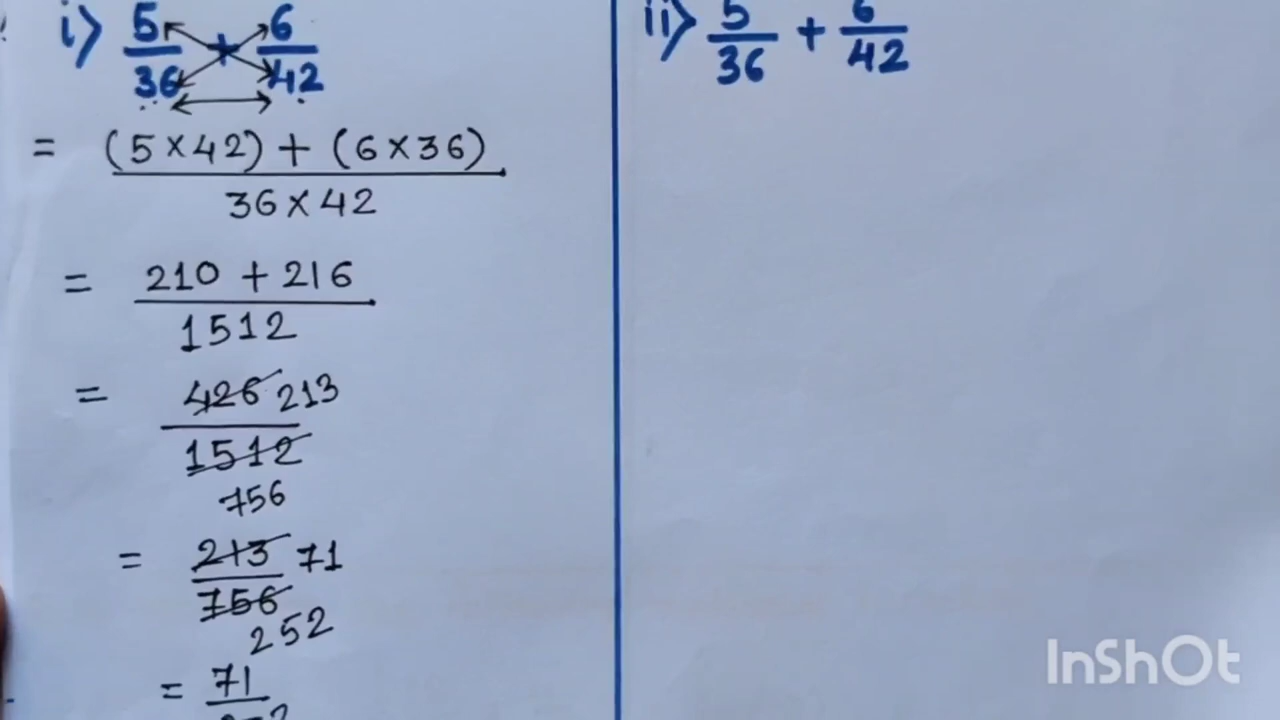 i) 5/36 + 6/42
= (5×42) + (6×36) / 36×42
= 210 + 216 / 1512
= 426 213 / 1512 756
= 213 71 / 756 252
= 71
ii) 5/36 + 6/42
InShOt